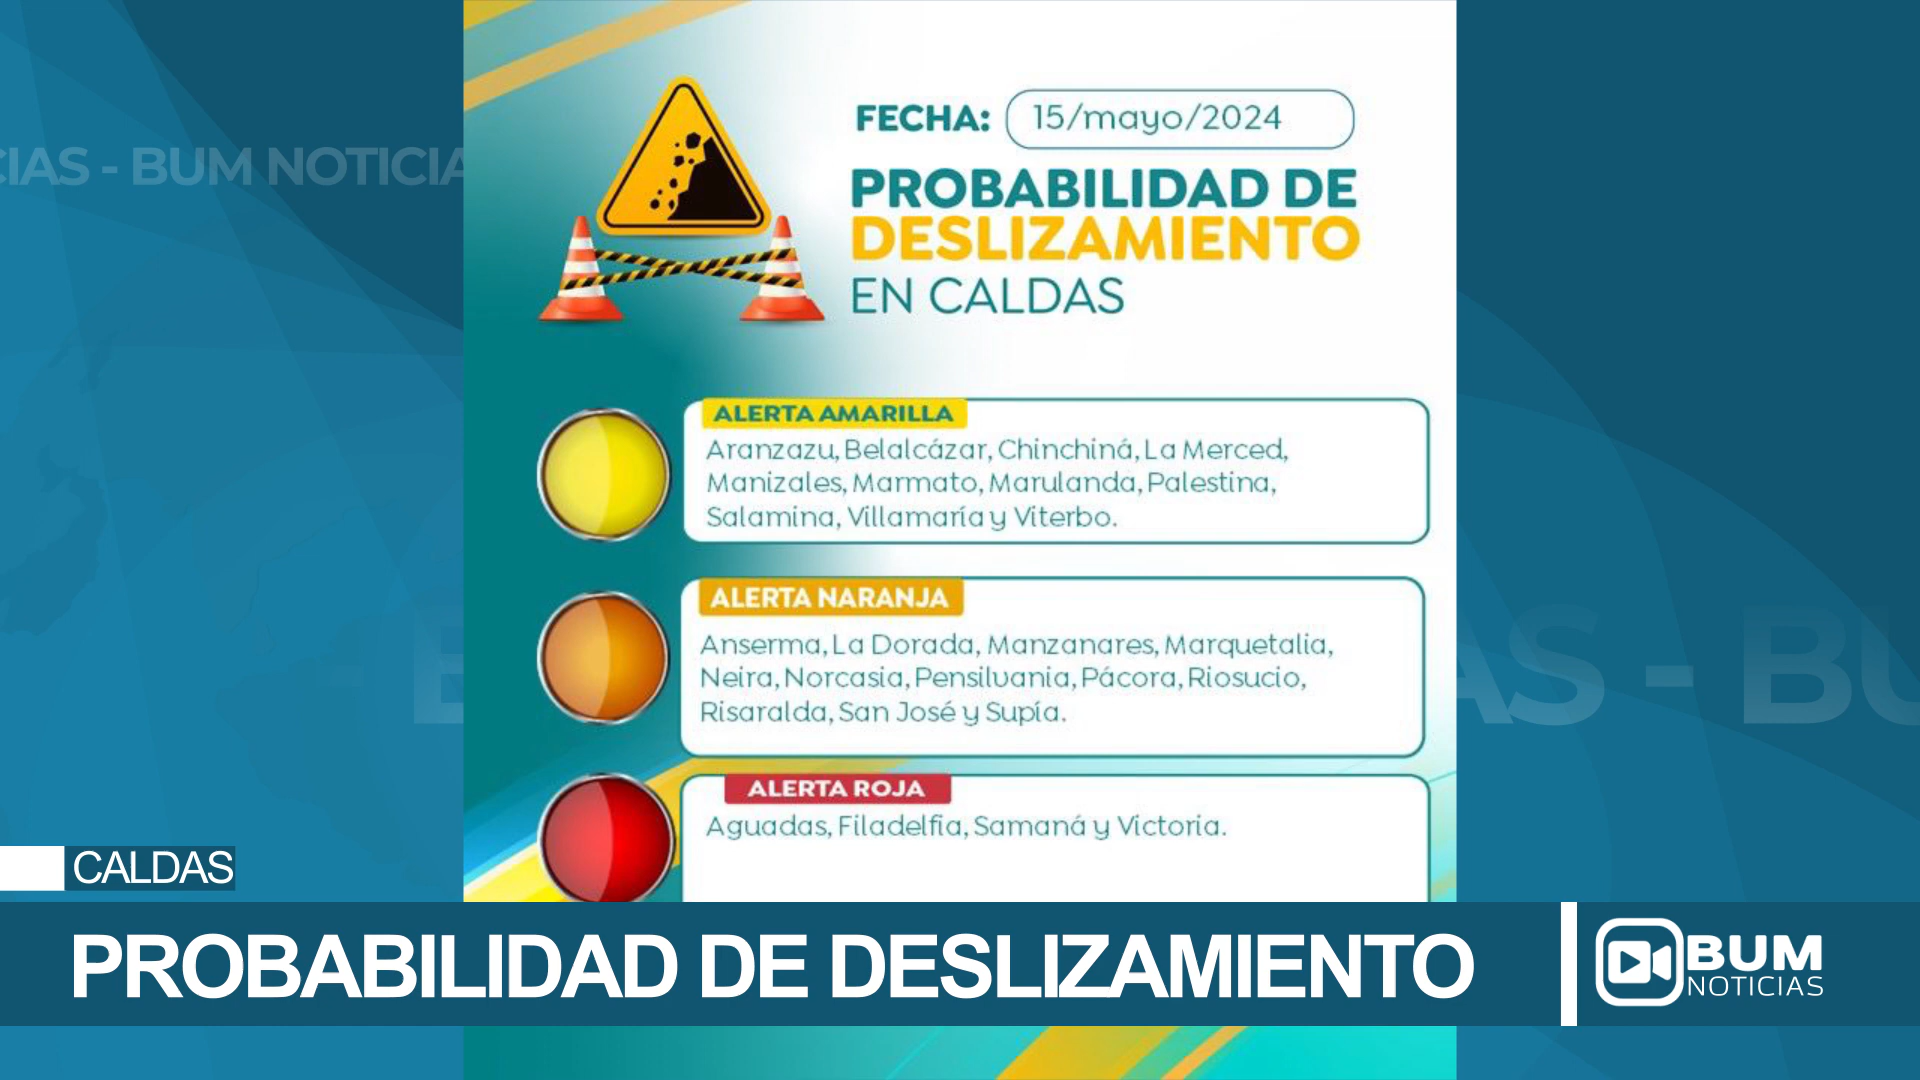 CIAS - BUM NOTICIA
FECHA: 15/mayo/2024
PROBABILIDAD DE
DESLIZAMIENTO
EN CALDAS
ALERTA AMARILLA
Aranzazu, Belalcázar, Chinchiná, La Merced,
Manizales, Marmato, Marulanda, Palestina,
Salamina, Villamaría y Viterbo.
ALERTA NARANJA
Anserma, La Dorada, Manzanares, Marquetalia,
Neira, Norcasia, Pensilvania, Pácora, Riosucio,
Risaralda, San José y Supía.
- B
AS - BU
ALERTA ROJA
Aguadas, Filadelfia, Samaná y Victoria.
CALDAS
PROBABILIDAD DE DESLIZAMIENTO
BUM
NOTICIAS